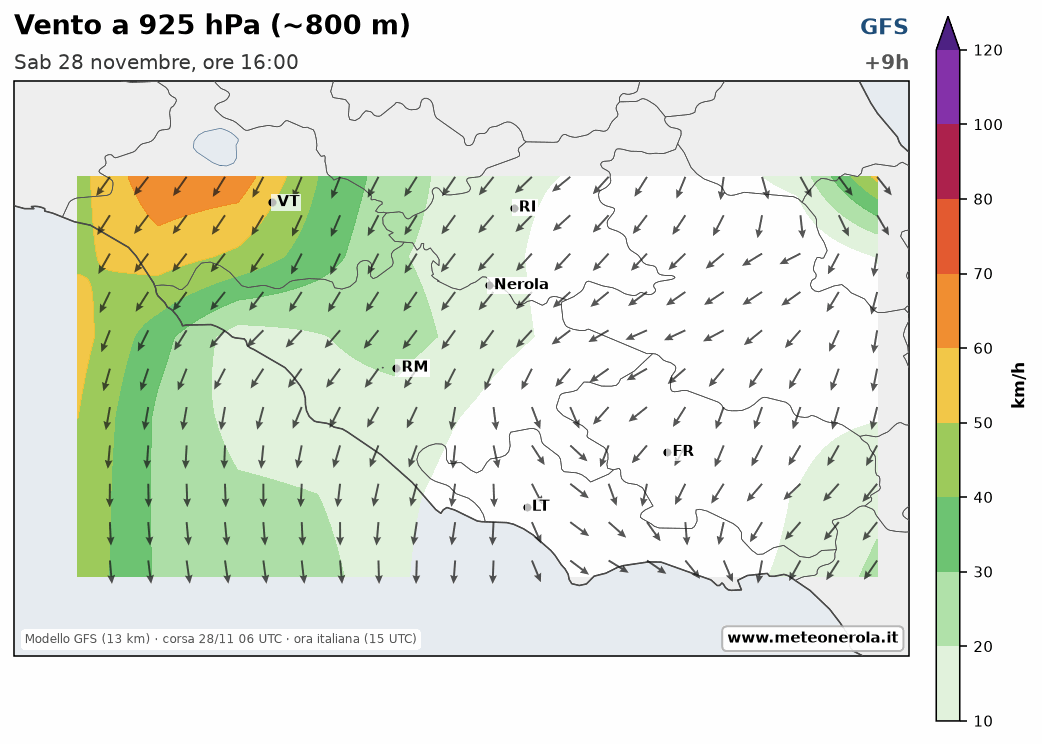 Vento a 925 hPa (~800 m)
GFS
Sab 28 novembre, ore 16:00
+9h
VT
RI
Nerola
RM
FR
LT
120
100
80
70
60
50
40
30
20
10
km/h
Modello GFS (13 km) · corsa 28/11 06 UTC · ora italiana (15 UTC)
www.meteonerola.it